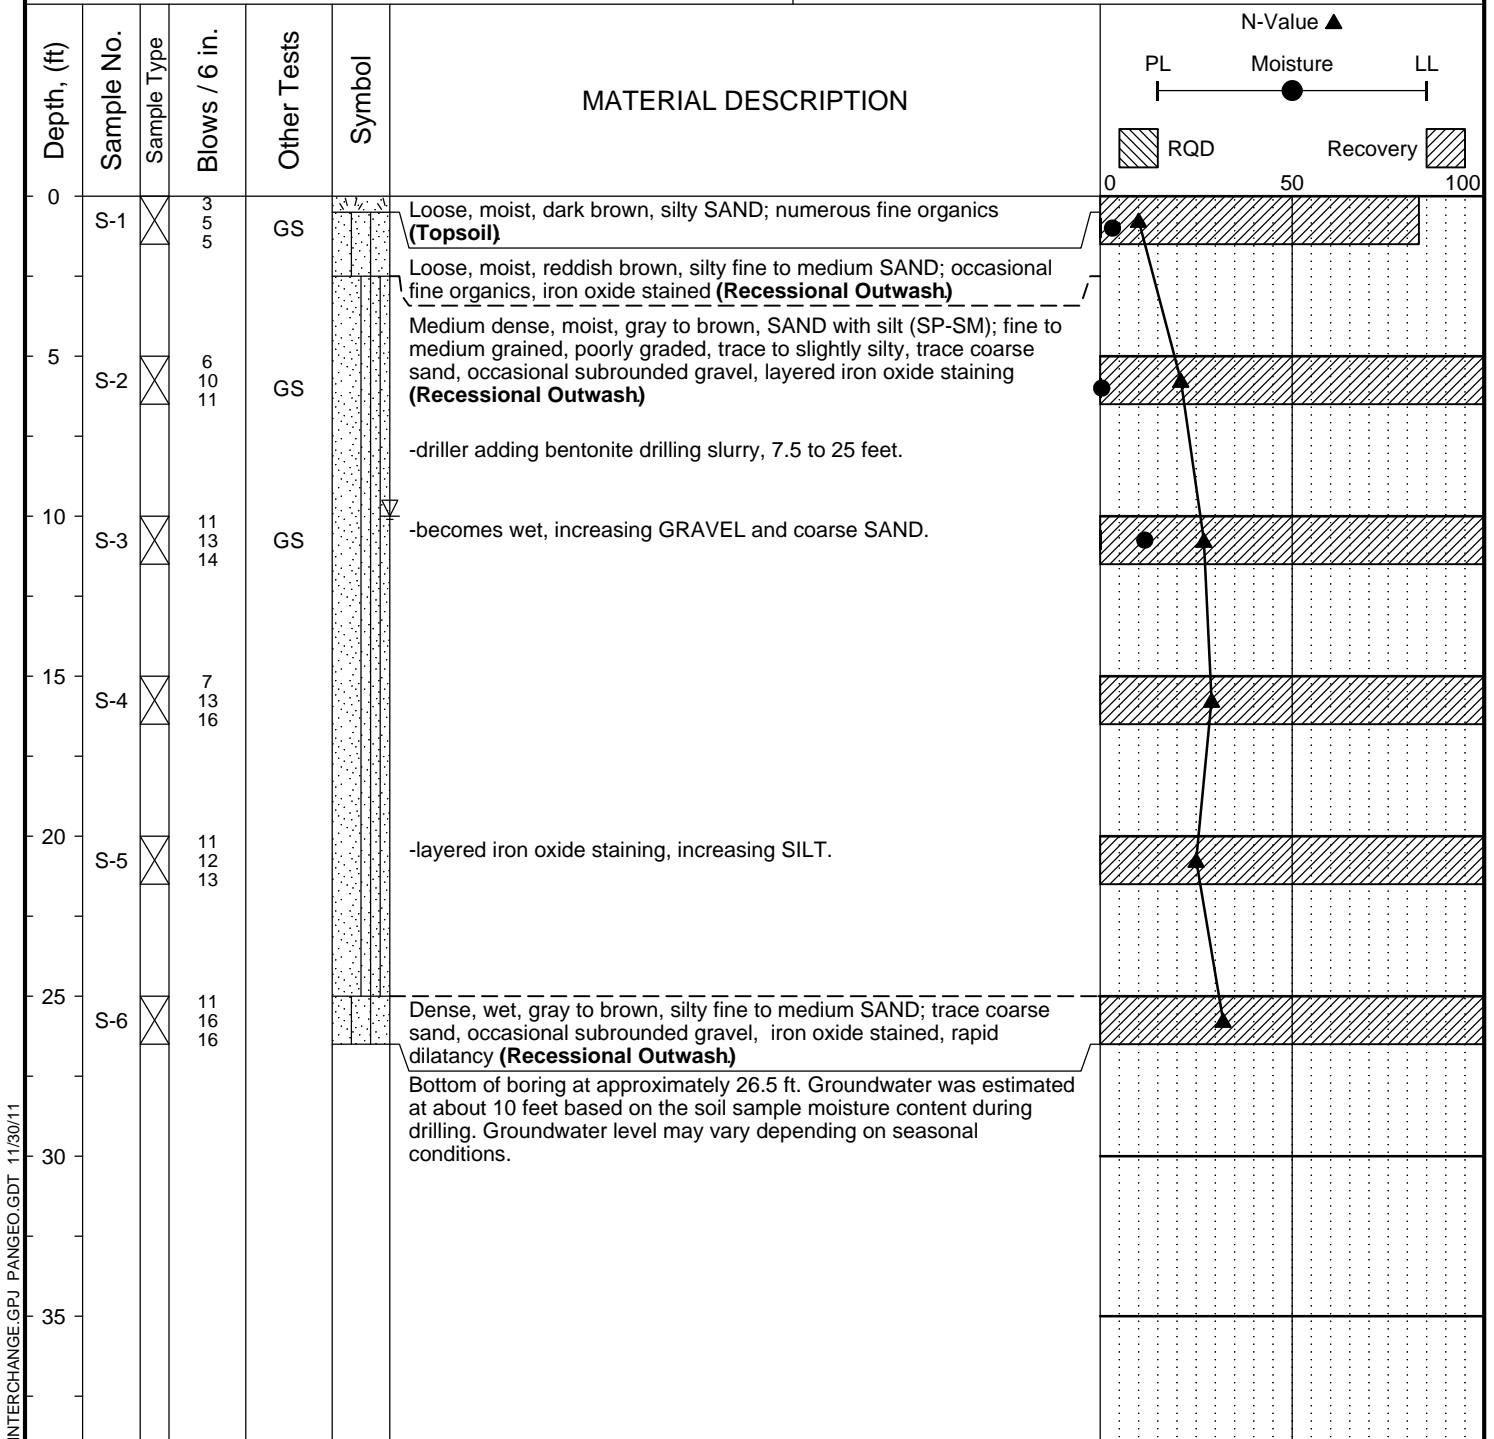 N-Value ▲
PL Moisture LL
RQD Recovery
0 50 100
Depth, (ft)
Sample No.
Sample Type
Blows / 6 in.
Other Tests
Symbol
MATERIAL DESCRIPTION
0
S-1
3
5
5
GS
Loose, moist, dark brown, silty SAND; numerous fine organics
(Topsoil).
Loose, moist, reddish brown, silty fine to medium SAND; occasional
fine organics, iron oxide stained (Recessional Outwash.)
Medium dense, moist, gray to brown, SAND with silt (SP-SM); fine to
medium grained, poorly graded, trace to slightly silty, trace coarse
sand, occasional subrounded gravel, layered iron oxide staining
(Recessional Outwash.)
5
S-2
6
10
11
GS
-driller adding bentonite drilling slurry, 7.5 to 25 feet.
10
S-3
11
13
14
GS
-becomes wet, increasing GRAVEL and coarse SAND.
15
S-4
7
13
16
20
S-5
11
12
13
-layered iron oxide staining, increasing SILT.
25
S-6
11
16
16
Dense, wet, gray to brown, silty fine to medium SAND; trace coarse
sand, occasional subrounded gravel, iron oxide stained, rapid
dilatancy (Recessional Outwash.)
Bottom of boring at approximately 26.5 ft. Groundwater was estimated
at about 10 feet based on the soil sample moisture content during
drilling. Groundwater level may vary depending on seasonal
conditions.
30
35
INTERCHANGE.GPJ PANGEO.GDT 11/30/11